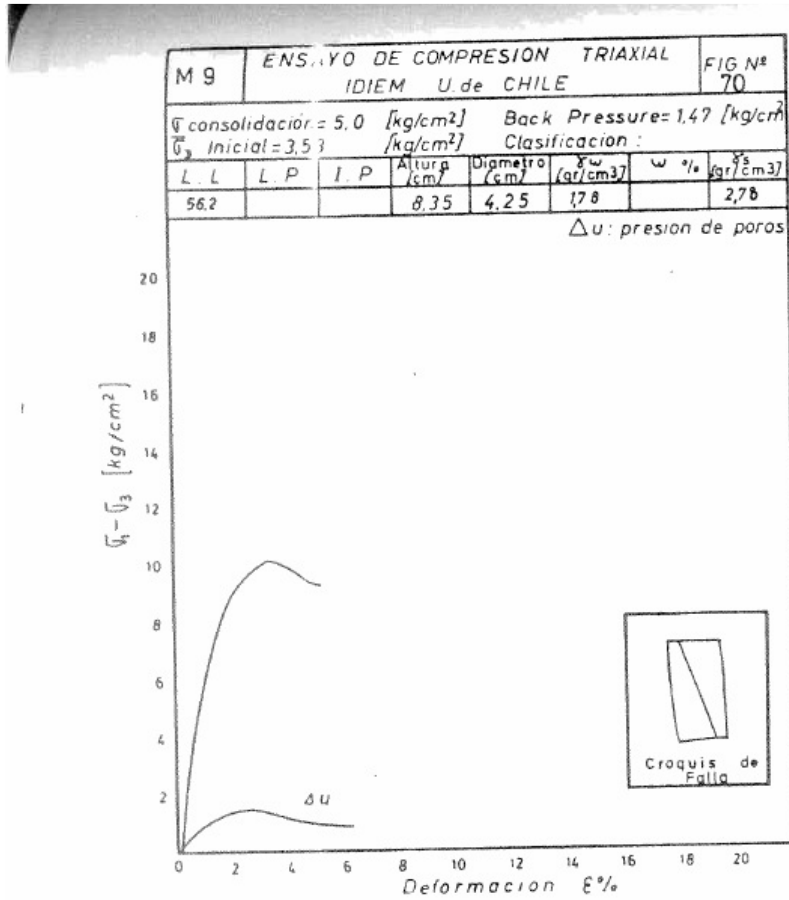 M 9
ENSAYO DE COMPRESION TRIAXIAL
IDIEM U. de CHILE
FIG Nº
70
σ consolidación = 5,0 [kg/cm2] Back Pressure = 1,47 [kg/cm2]
σ̅3 Inicial = 3,53 [kg/cm2] Clasificacion :
L. L L. P I. P Altura [cm] Diametro [cm] γω [gr/cm3] ω % γs [gr/cm3]
56.2 8,35 4,25 1,78 2,78
Δu: presion de poros
20
18
16
14
12
10
8
6
4
2
σ1 - σ3 [kg/cm2]
Δu
Croquis de
Falla
0 2 4 6 8 10 12 14 16 18 20
Deformacion ε%